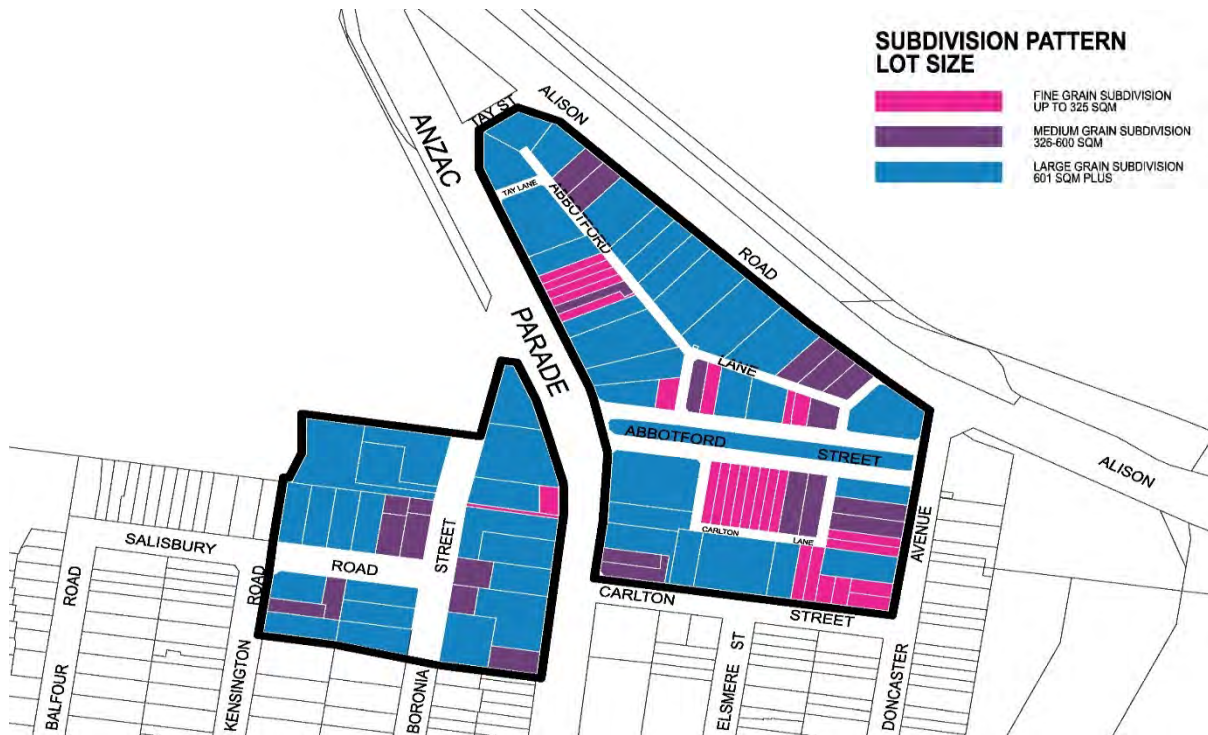 SUBDIVISION PATTERN
LOT SIZE
FINE GRAIN SUBDIVISION
UP TO 325 SQM
MEDIUM GRAIN SUBDIVISION
326-600 SQM
LARGE GRAIN SUBDIVISION
601 SQM PLUS
TAY ST
ALISON
ANZAC
TAY LANE
ABBOTFORD
ROAD
PARADE
LANE
ABBOTFORD
STREET
ALISON
CARLTON
LANE
AVENUE
STREET
SALISBURY
ROAD
ROAD
ROAD
CARLTON
STREET
BALFOUR
KENSINGTON
BORONIA
ELSMERE ST
DONCASTER